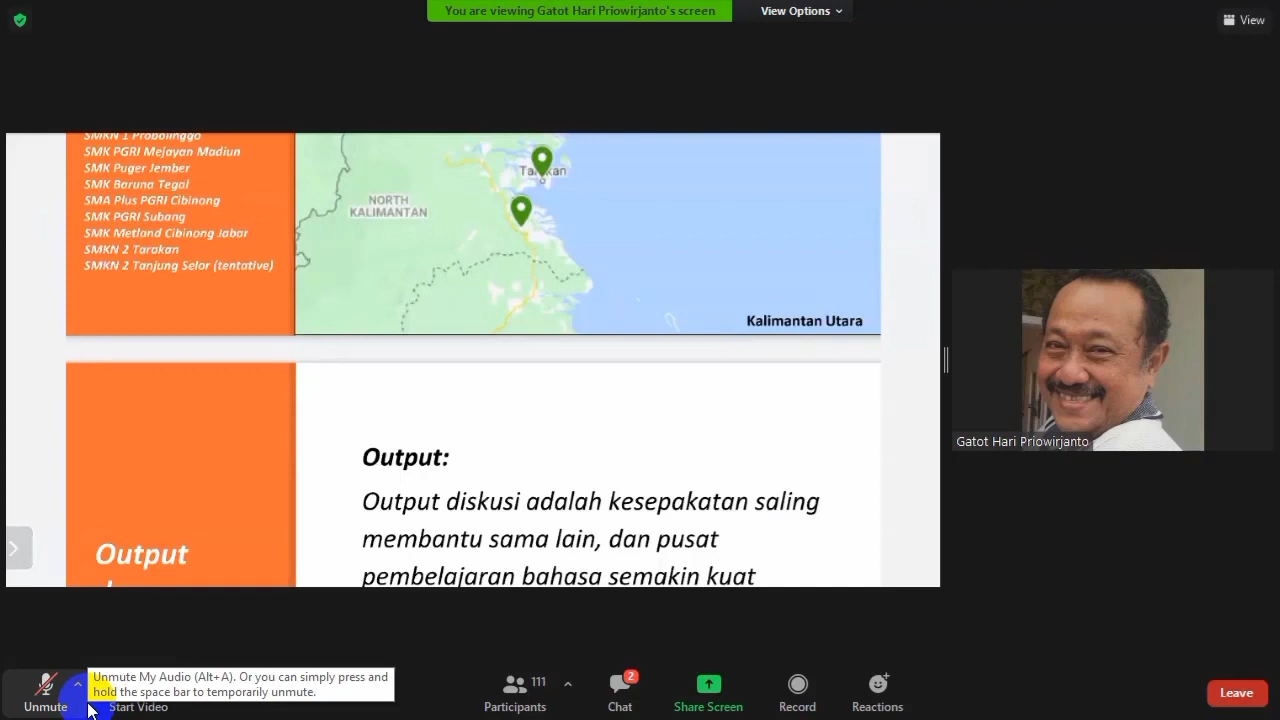 You are viewing Gatot Hari Priowirjanto's screen
View Options
View
SMKN 1 Probolinggo
SMK PGRI Mejayan Madiun
SMK Puger Jember
SMK Baruna Tegal
SMA Plus PGRI Cibinong
SMK PGRI Subang
SMK Metland Cibinong Jabar
SMKN 2 Tarakan
SMKN 2 Tanjung Selor (tentative)
Tarakan
NORTH
KALIMANTAN
Kalimantan Utara
Output
Output:
Output diskusi adalah kesepakatan saling
membantu sama lain, dan pusat
pembelajaran bahasa semakin kuat
Gatot Hari Priowirjanto
Unmute My Audio (Alt+A). Or you can simply press and
hold the space bar to temporarily unmute.
Unmute
Start Video
111
Participants
2
Chat
Share Screen
Record
Reactions
Leave